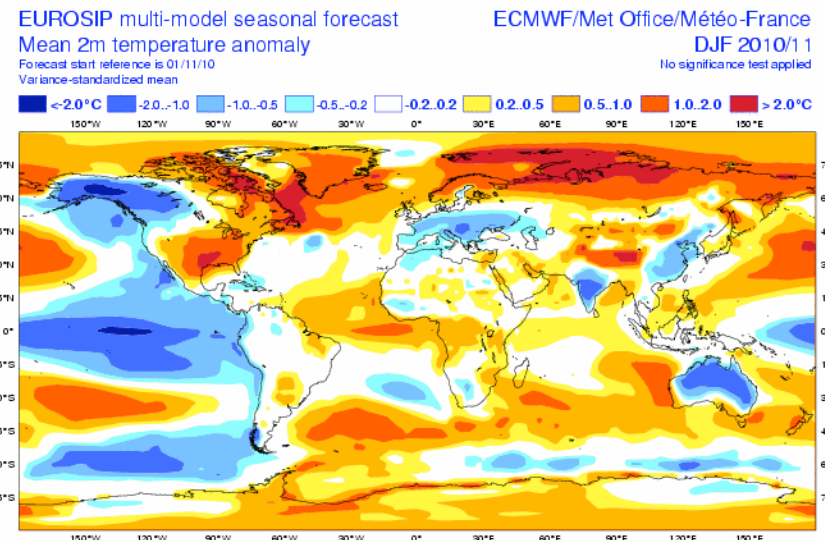 EUROSIP multi-model seasonal forecast
ECMWF/Met Office/Météo-France
Mean 2m temperature anomaly
DJF 2010/11
Forecast start reference is 01/11/10
No significance test applied
Variance-standardized mean
<-2.0°C -2.0..-1.0 -1.0..-0.5 -0.5..-0.2 -0.2..0.2 0.2..0.5 0.5..1.0 1.0..2.0 > 2.0°C
150°W 120°W 90°W 60°W 30°W 0° 30°E 60°E 90°E 120°E 150°E
0°
150°W 120°W 90°W 60°W 30°W 0° 30°E 60°E 90°E 120°E 150°E